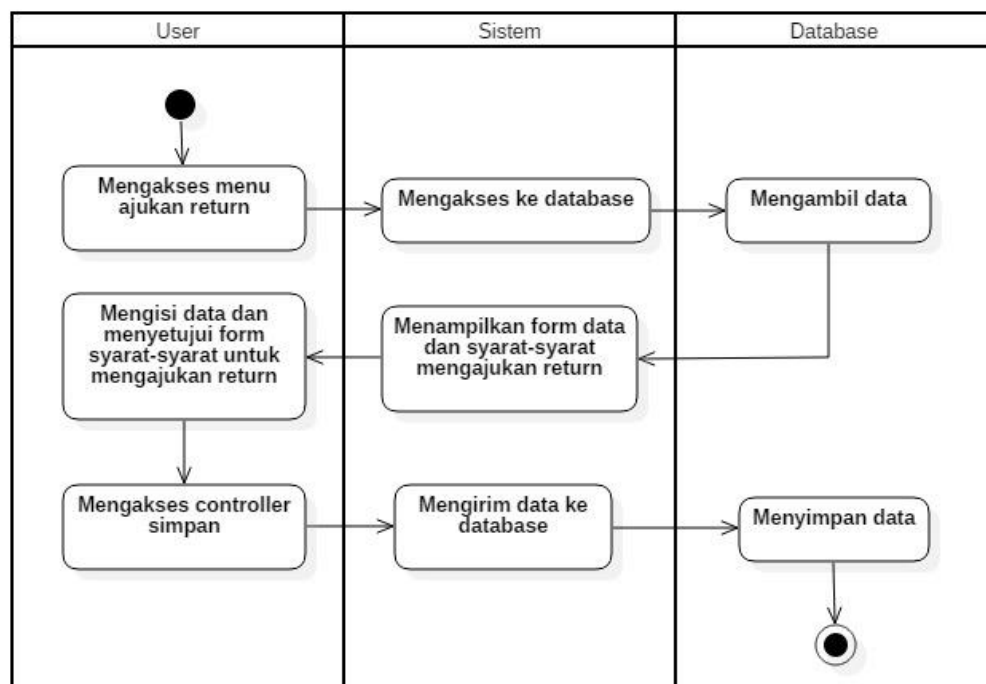 User
Sistem
Database
Mengakses menu
ajukan return
Mengakses ke database
Mengambil data
Mengisi data dan
menyetujui form
syarat-syarat untuk
mengajukan return
Menampilkan form data
dan syarat-syarat
mengajukan return
Mengakses controller
simpan
Mengirim data ke
database
Menyimpan data